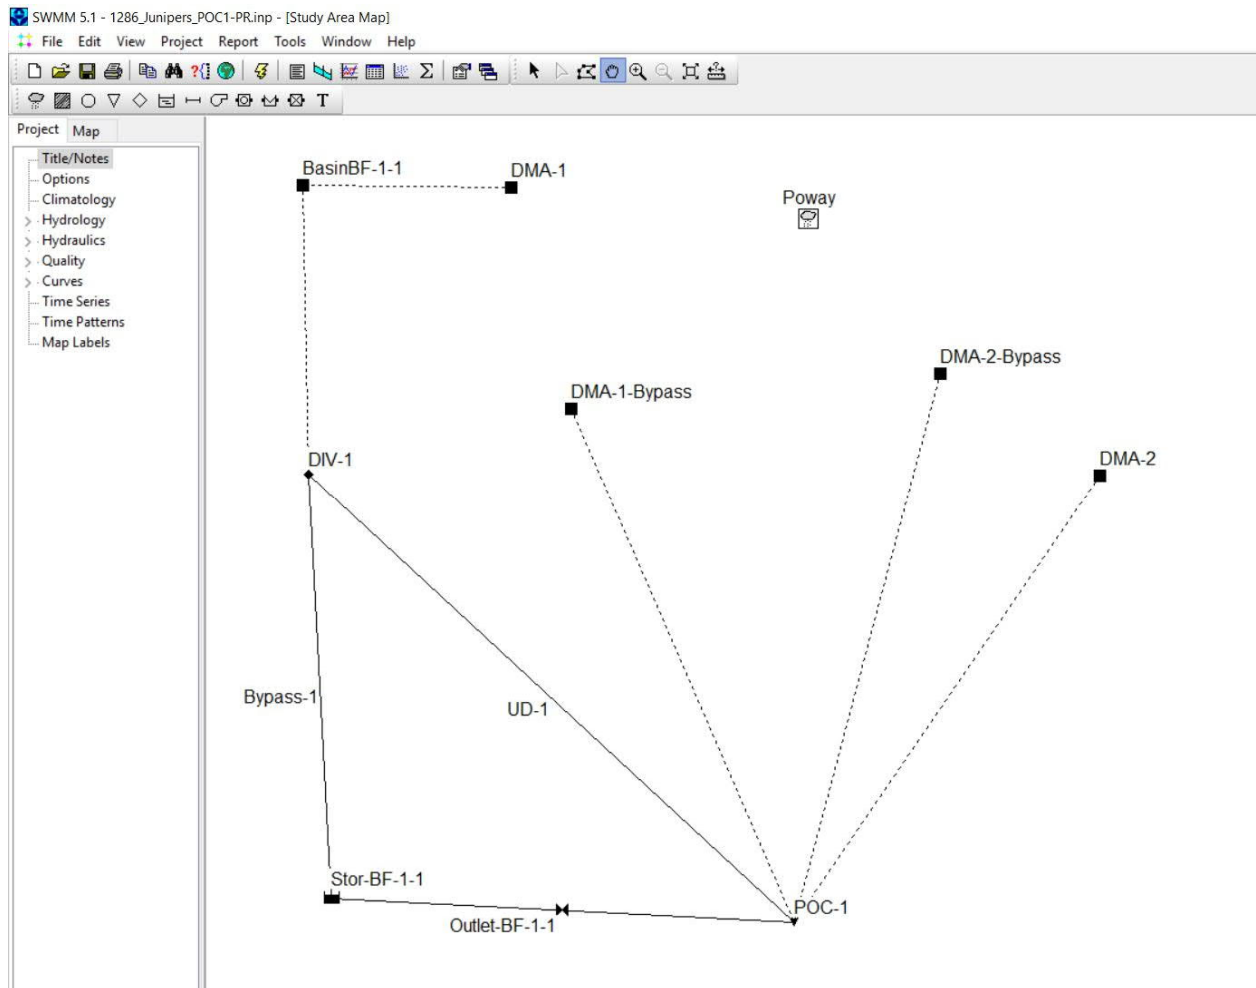 SWMM 5.1 - 1286_Junipers_POC1-PR.inp - [Study Area Map]
File Edit View Project Report Tools Window Help
T
Project Map
Title/Notes
Options
Climatology
Hydrology
Hydraulics
Quality
Curves
Time Series
Time Patterns
Map Labels
BasinBF-1-1
DMA-1
Poway
DMA-2-Bypass
DMA-1-Bypass
DIV-1
DMA-2
Bypass-1
UD-1
Stor-BF-1-1
POC-1
Outlet-BF-1-1